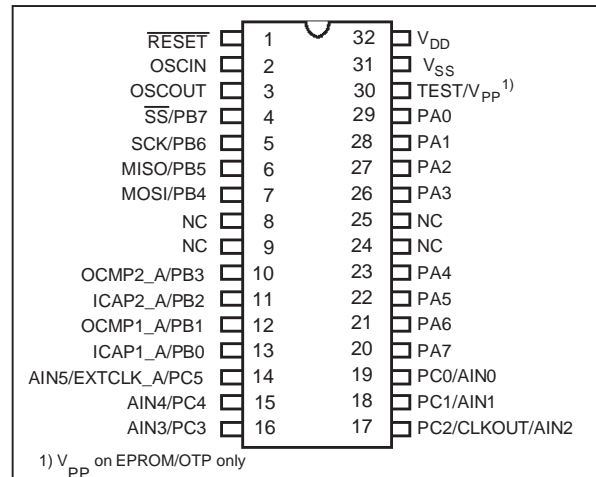 RESET 1 32 VDD
OSCIN 2 31 VSS
OSCOUT 3 30 TEST/VPP1)
SS/PB7 4 29 PA0
SCK/PB6 5 28 PA1
MISO/PB5 6 27 PA2
MOSI/PB4 7 26 PA3
NC 8 25 NC
NC 9 24 NC
OCMP2_A/PB3 10 23 PA4
ICAP2_A/PB2 11 22 PA5
OCMP1_A/PB1 12 21 PA6
ICAP1_A/PB0 13 20 PA7
AIN5/EXTCLK_A/PC5 14 19 PC0/AIN0
AIN4/PC4 15 18 PC1/AIN1
AIN3/PC3 16 17 PC2/CLKOUT/AIN2
1) VPP on EPROM/OTP only